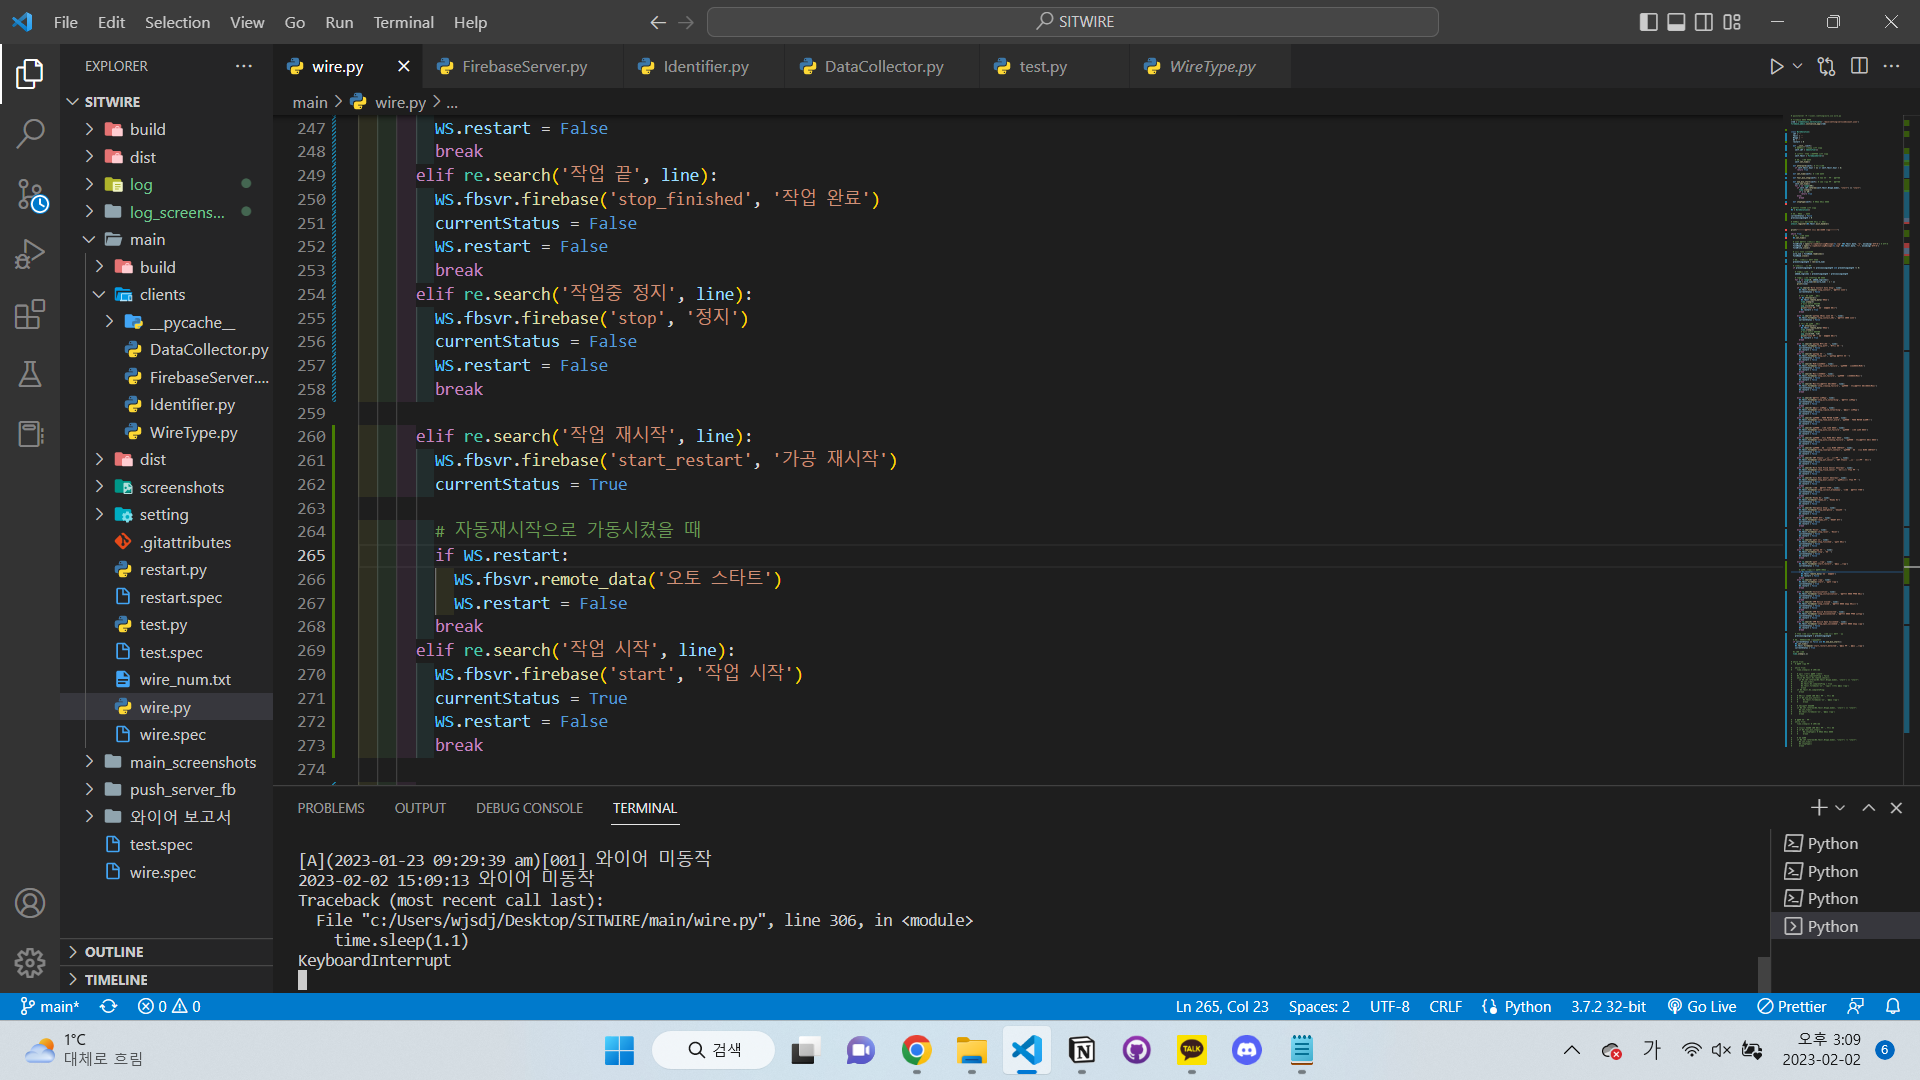 File Edit Selection View Go Run Terminal Help
SITWIRE
EXPLORER
SITWIRE
build
dist
log
log_screens...
main
build
clients
__pycache__
DataCollector.py
FirebaseServer....
Identifier.py
WireType.py
dist
screenshots
setting
.gitattributes
restart.py
restart.spec
test.py
test.spec
wire_num.txt
wire.py
wire.spec
main_screenshots
push_server_fb
와이어 보고서
test.spec
wire.spec
OUTLINE
TIMELINE
wire.py FirebaseServer.py Identifier.py DataCollector.py test.py WireType.py
main > wire.py > ...
247 WS.restart = False
248 break
249 elif re.search('작업 끝', line):
250 WS.fbsvr.firebase('stop_finished', '작업 완료')
251 currentStatus = False
252 WS.restart = False
253 break
254 elif re.search('작업중 정지', line):
255 WS.fbsvr.firebase('stop', '정지')
256 currentStatus = False
257 WS.restart = False
258 break
259
260 elif re.search('작업 재시작', line):
261 WS.fbsvr.firebase('start_restart', '가공 재시작')
262 currentStatus = True
263
264 # 자동재시작으로 가동시켰을 때
265 if WS.restart:
266 WS.fbsvr.remote_data('오토 스타트')
267 WS.restart = False
268 break
269 elif re.search('작업 시작', line):
270 WS.fbsvr.firebase('start', '작업 시작')
271 currentStatus = True
272 WS.restart = False
273 break
274
PROBLEMS OUTPUT DEBUG CONSOLE TERMINAL
[A](2023-01-23 09:29:39 am)[001] 와이어 미동작
2023-02-02 15:09:13 와이어 미동작
Traceback (most recent call last):
File "c:/Users/wjsdj/Desktop/SITWIRE/main/wire.py", line 306, in <module>
time.sleep(1.1)
KeyboardInterrupt
Python
Python
Python
Python
main* 0 0 Ln 265, Col 23 Spaces: 2 UTF-8 CRLF Python 3.7.2 32-bit Go Live Prettier
1°C
대체로 흐림
검색
TALK
가
오후 3:09
2023-02-02
6